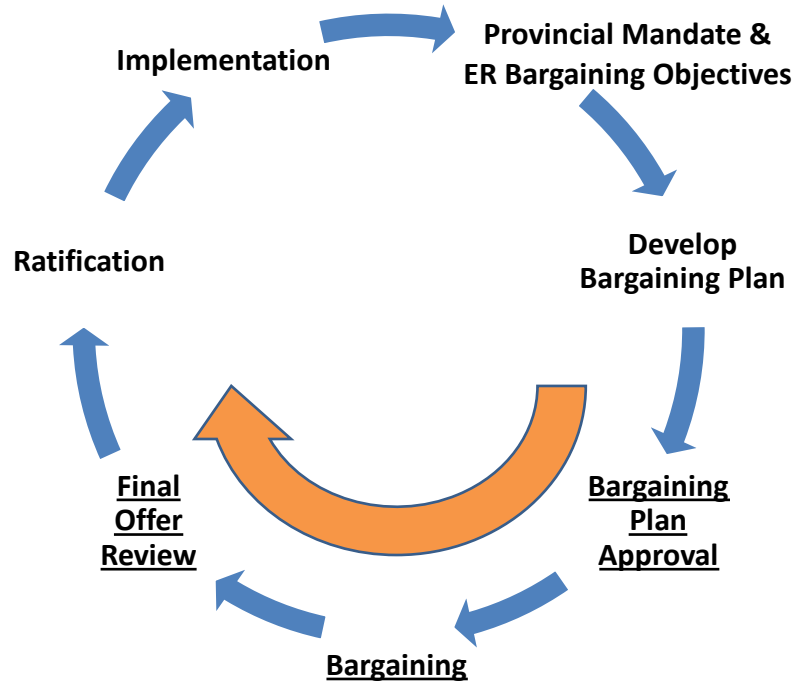 Provincial Mandate &
ER Bargaining Objectives
Develop
Bargaining Plan
Bargaining
Plan
Approval
Bargaining
Final
Offer
Review
Ratification
Implementation